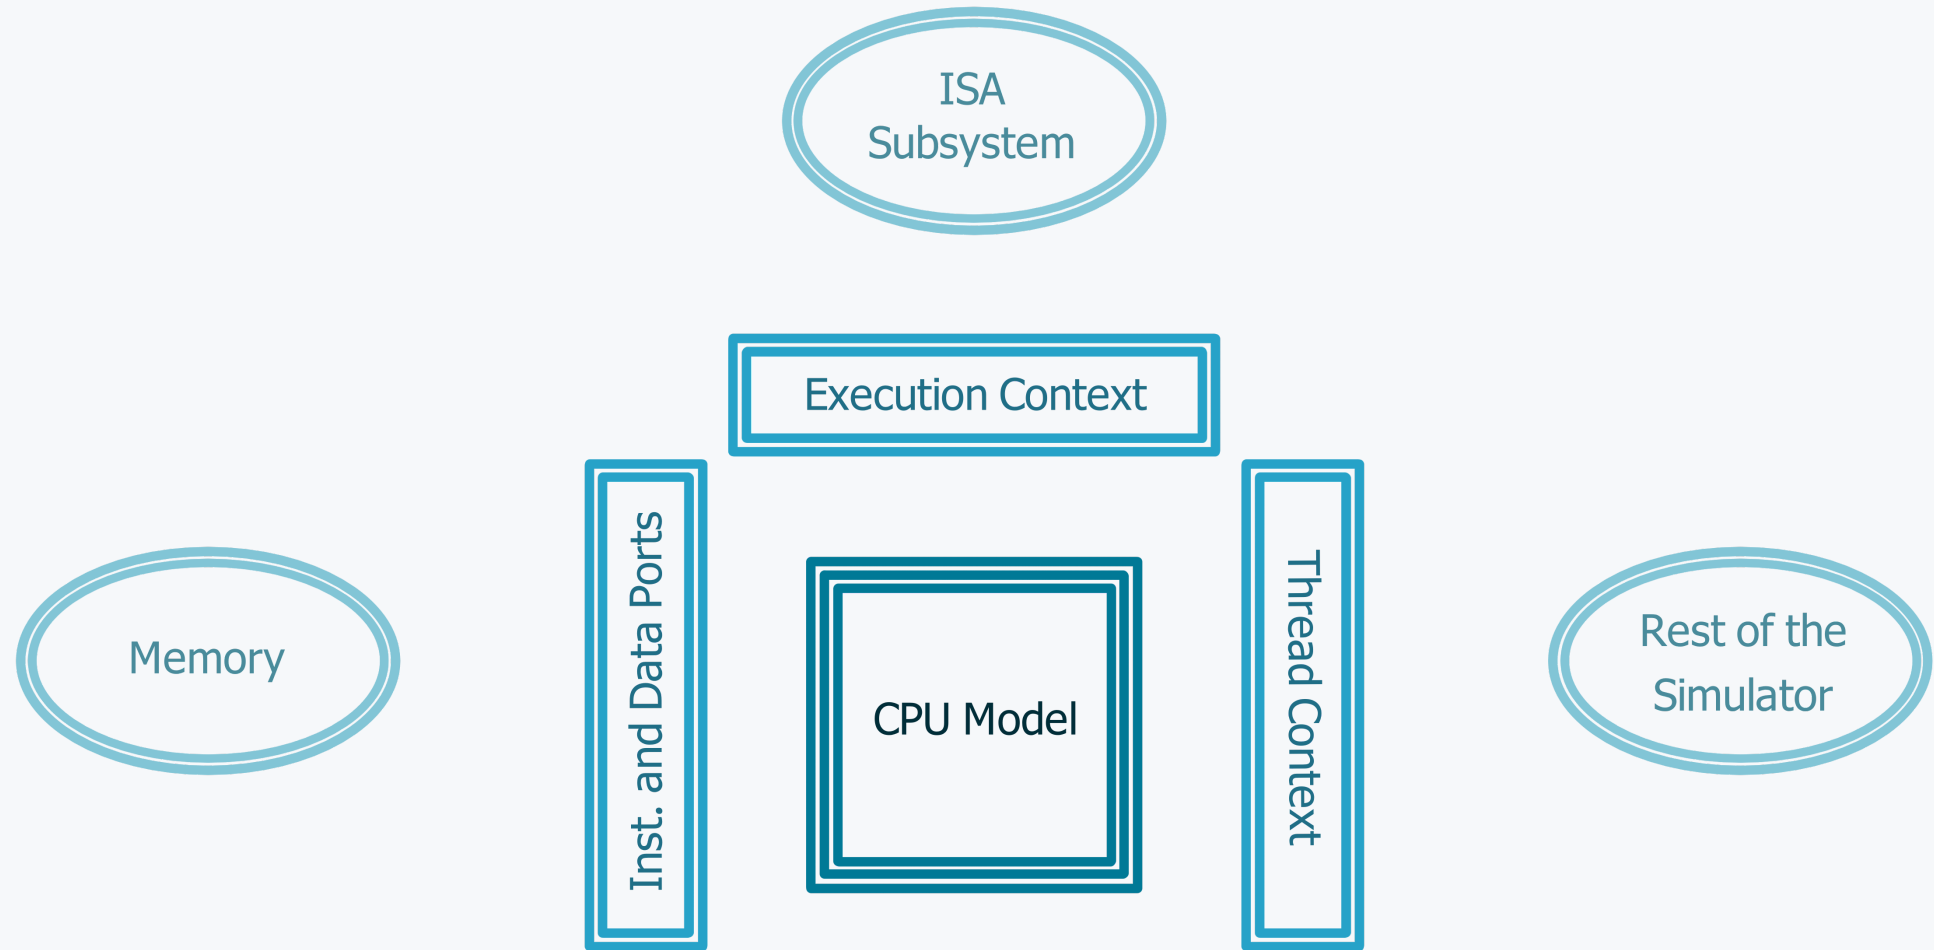 ISA
Subsystem
Execution Context
Inst. and Data Ports
Thread Context
Memory
CPU Model
Rest of the
Simulator